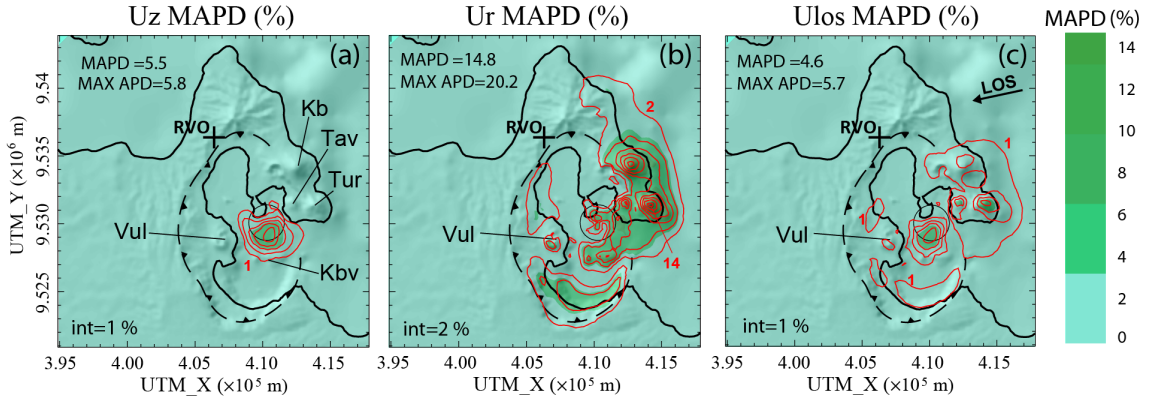 Uz MAPD (%)
Ur MAPD (%)
Ulos MAPD (%)
MAPD (%)
MAPD =5.5
MAX APD=5.8
(a)
MAPD =14.8
MAX APD=20.2
(b)
MAPD =4.6
MAX APD=5.7
(c)
LOS
14
12
10
8
6
4
2
0
UTM_Y (×10⁶ m)
9.54
9.535
9.530
9.525
RVO
Kb
Tav
Tur
Vul
1
Kbv
int=1 %
RVO
2
Vul
14
int=2 %
RVO
1
1
Vul
1
int=1 %
3.95 4.00 4.05 4.10 4.15
3.95 4.00 4.05 4.10 4.15
3.95 4.00 4.05 4.10 4.15
UTM_X (×10⁵ m)
UTM_X (×10⁵ m)
UTM_X (×10⁵ m)